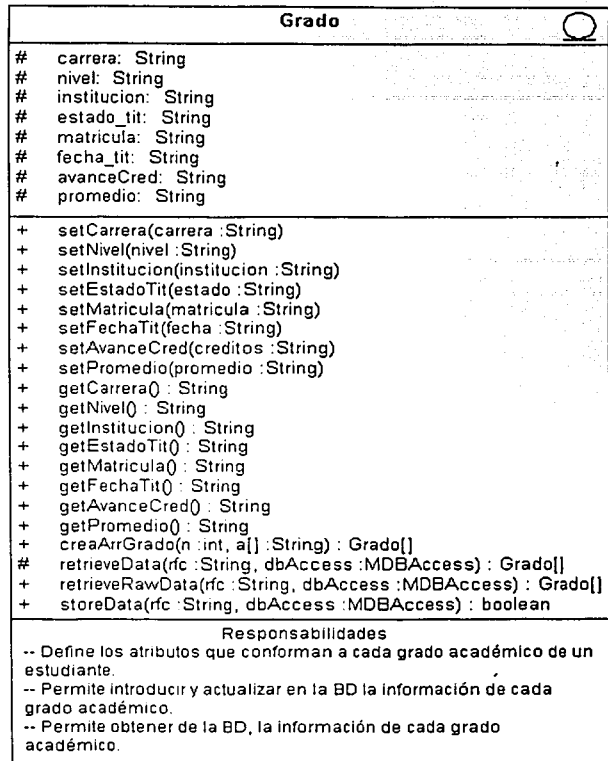 Grado
# carrera: String
# nivel: String
# institucion: String
# estado_tit: String
# matricula: String
# fecha_tit: String
# avanceCred: String
# promedio: String
+ setCarrera(carrera :String)
+ setNivel(nivel :String)
+ setInstitucion(institucion :String)
+ setEstadoTit(estado :String)
+ setMatricula(matricula :String)
+ setFechaTit(fecha :String)
+ setAvanceCred(creditos :String)
+ setPromedio(promedio :String)
+ getCarrera() : String
+ getNivel() : String
+ getInstitucion() : String
+ getEstadoTit() : String
+ getMatricula() : String
+ getFechaTit() : String
+ getAvanceCred() : String
+ getPromedio() : String
+ creaArrGrado(n :int, a[] :String) : Grado[]
# retrieveData(rfc :String, dbAccess :MDBAccess) : Grado[]
+ retrieveRawData(rfc :String, dbAccess :MDBAccess) : Grado[]
+ storeData(rfc :String, dbAccess :MDBAccess) : boolean
Responsabilidades
-- Define los atributos que conforman a cada grado académico de un
estudiante.
-- Permite introducir y actualizar en la BD la información de cada
grado académico.
-- Permite obtener de la BD, la información de cada grado
académico.